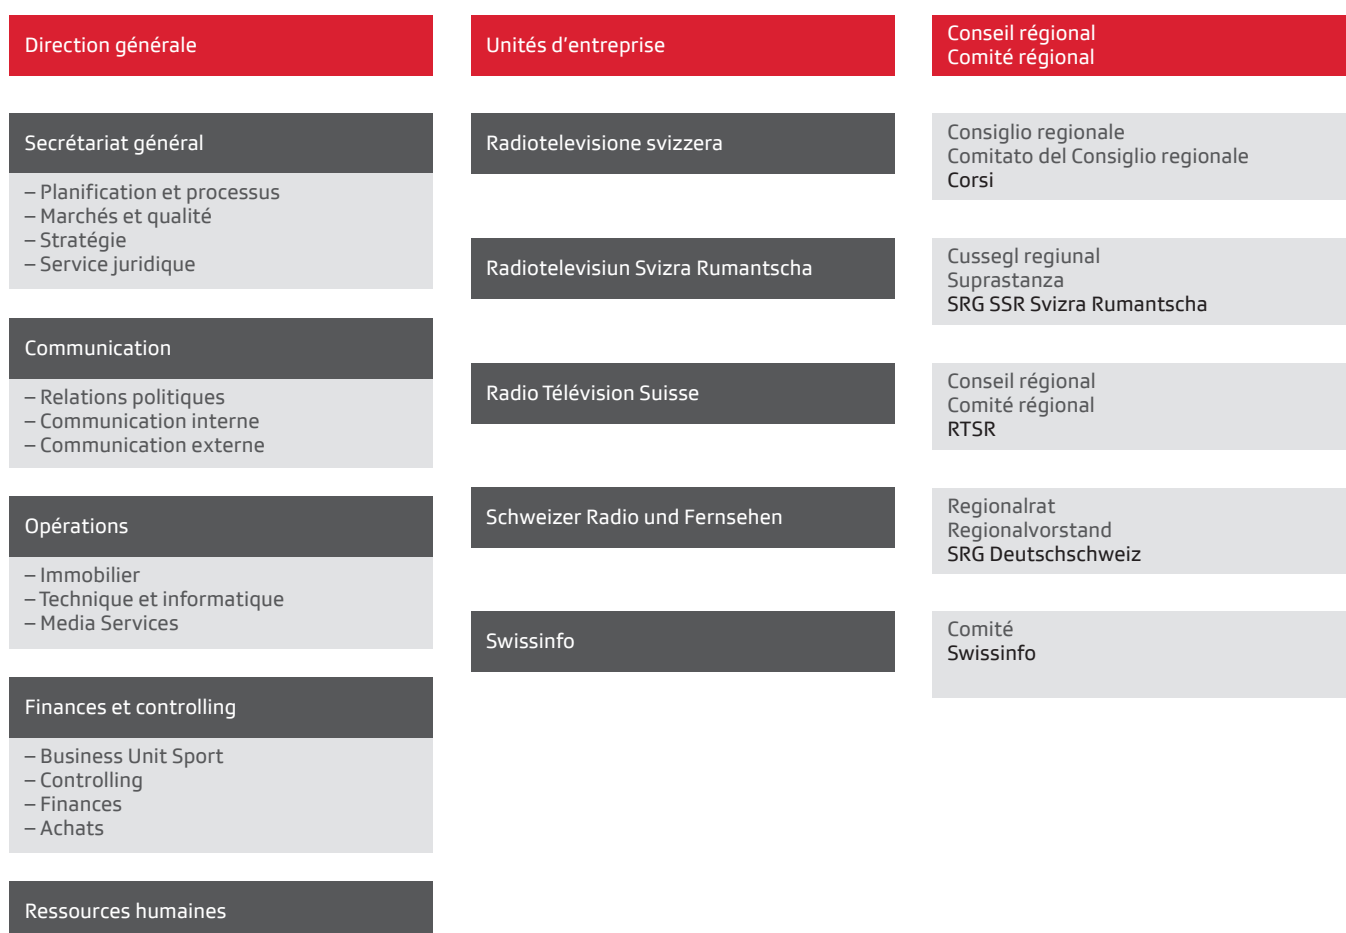 Direction générale
Secrétariat général
– Planification et processus
– Marchés et qualité
– Stratégie
– Service juridique
Communication
– Relations politiques
– Communication interne
– Communication externe
Opérations
– Immobilier
– Technique et informatique
– Media Services
Finances et controlling
– Business Unit Sport
– Controlling
– Finances
– Achats
Ressources humaines
Unités d'entreprise
Radiotelevisione svizzera
Radiotelevisiun Svizra Rumantscha
Radio Télévision Suisse
Schweizer Radio und Fernsehen
Swissinfo
Conseil régional
Comité régional
Consiglio regionale
Comitato del Consiglio regionale
Corsi
Cussegl regiunal
Suprastanza
SRG SSR Svizra Rumantscha
Conseil régional
Comité régional
RTSR
Regionalrat
Regionalvorstand
SRG Deutschschweiz
Comité
Swissinfo